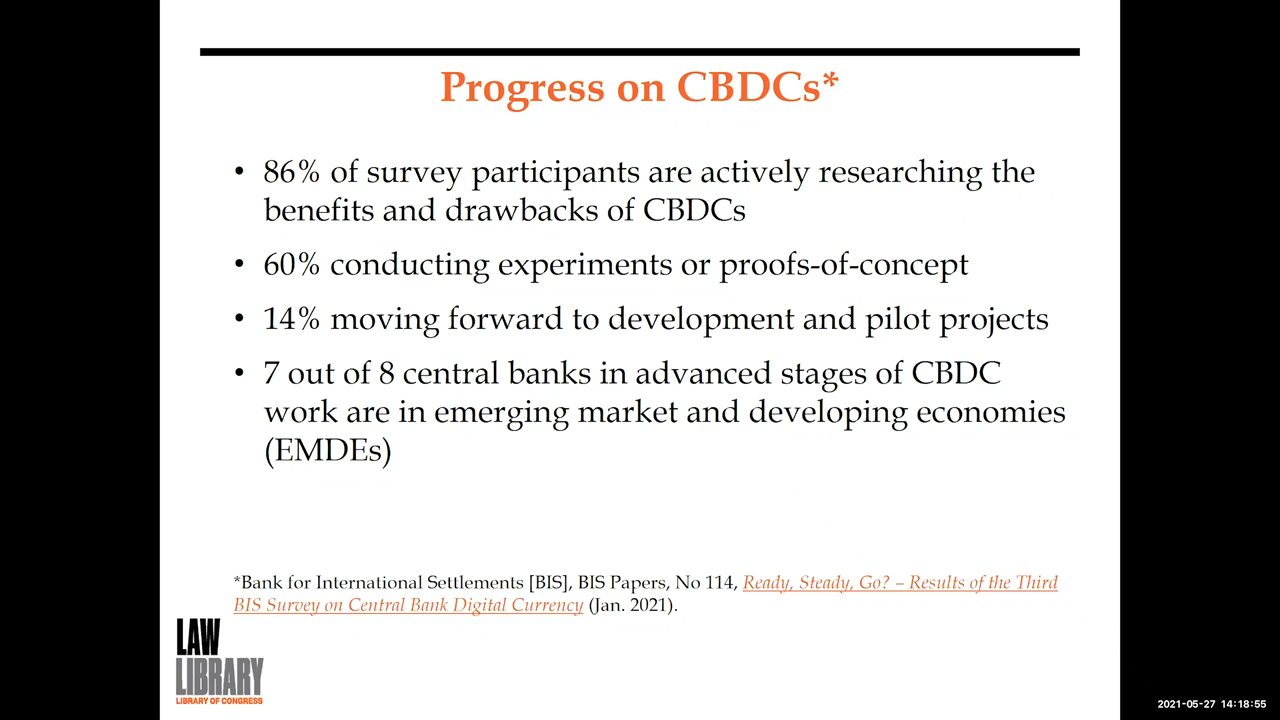 Progress on CBDCs*
• 86% of survey participants are actively researching the
benefits and drawbacks of CBDCs
• 60% conducting experiments or proofs-of-concept
• 14% moving forward to development and pilot projects
• 7 out of 8 central banks in advanced stages of CBDC
work are in emerging market and developing economies
(EMDEs)
*Bank for International Settlements [BIS], BIS Papers, No 114, Ready, Steady, Go? – Results of the Third
BIS Survey on Central Bank Digital Currency (Jan. 2021).
LAW
LIBRARY
LIBRARY OF CONGRESS
2021-05-27 14:18:55